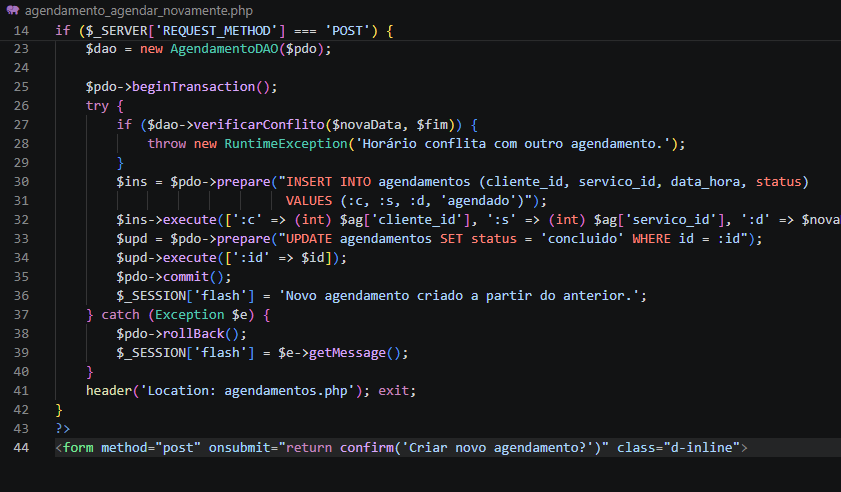 agendamento_agendar_novamente.php
14 if ($_SERVER['REQUEST_METHOD'] === 'POST') {
23     $dao = new AgendamentoDAO($pdo);
24
25     $pdo->beginTransaction();
26     try {
27         if ($dao->verificarConflito($novaData, $fim)) {
28             throw new RuntimeException('Horário conflita com outro agendamento.');
29         }
30         $ins = $pdo->prepare("INSERT INTO agendamentos (cliente_id, servico_id, data_hora, status)
31                               VALUES (:c, :s, :d, 'agendado')");
32         $ins->execute([':c' => (int) $ag['cliente_id'], ':s' => (int) $ag['servico_id'], ':d' => $nova
33         $upd = $pdo->prepare("UPDATE agendamentos SET status = 'concluido' WHERE id = :id");
34         $upd->execute([':id' => $id]);
35         $pdo->commit();
36         $_SESSION['flash'] = 'Novo agendamento criado a partir do anterior.';
37     } catch (Exception $e) {
38         $pdo->rollBack();
39         $_SESSION['flash'] = $e->getMessage();
40     }
41     header('Location: agendamentos.php'); exit;
42 }
43 ?>
44 <form method="post" onsubmit="return confirm('Criar novo agendamento?')" class="d-inline">